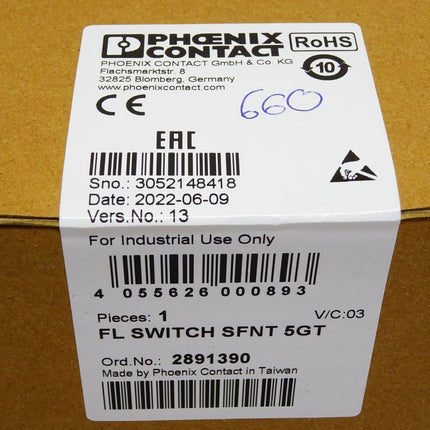 PHŒNIX
CONTACT
RoHS
PHOENIX CONTACT GmbH & Co. KG
Flachsmarktstr. 8
32825 Blomberg, Germany
www.phoenixcontact.com
10
CE
660
EAC
Sno.: 3052148418
Date: 2022-06-09
Vers.No.: 13
For Industrial Use Only
4 055626 000893
Pieces: 1 V/C:03
FL SWITCH SFNT 5GT
Ord.No.: 2891390
Made by Phoenix Contact in Taiwan